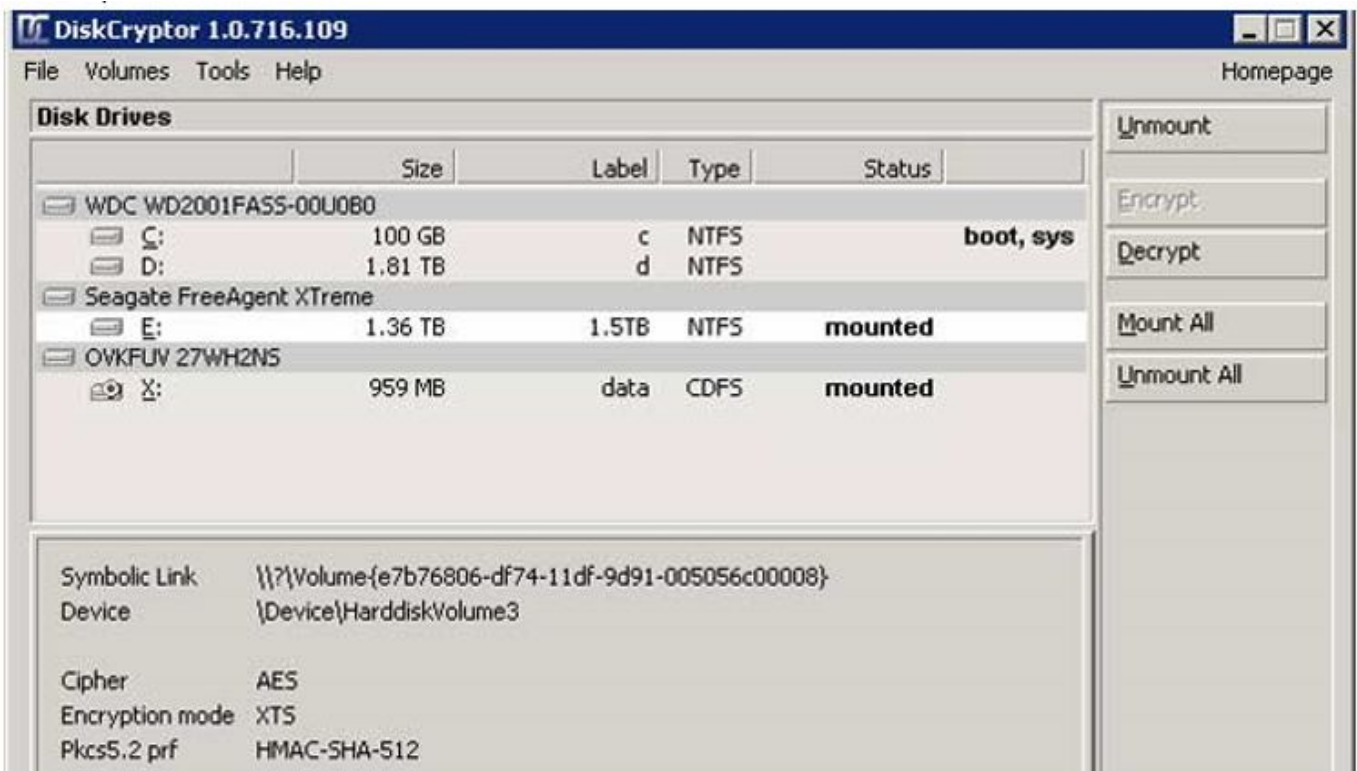 DiskCryptor 1.0.716.109
File Volumes Tools Help Homepage
Disk Drives
Size Label Type Status
WDC WD2001FASS-00U0B0
C: 100 GB c NTFS boot, sys
D: 1.81 TB d NTFS
Seagate FreeAgent XTreme
E: 1.36 TB 1.5TB NTFS mounted
OVKFUV 27WH2NS
X: 959 MB data CDFS mounted
Unmount
Encrypt
Decrypt
Mount All
Unmount All
Symbolic Link \\?\Volume{e7b76806-df74-11df-9d91-005056c00008}
Device \Device\HarddiskVolume3
Cipher AES
Encryption mode XTS
Pkcs5.2 prf HMAC-SHA-512